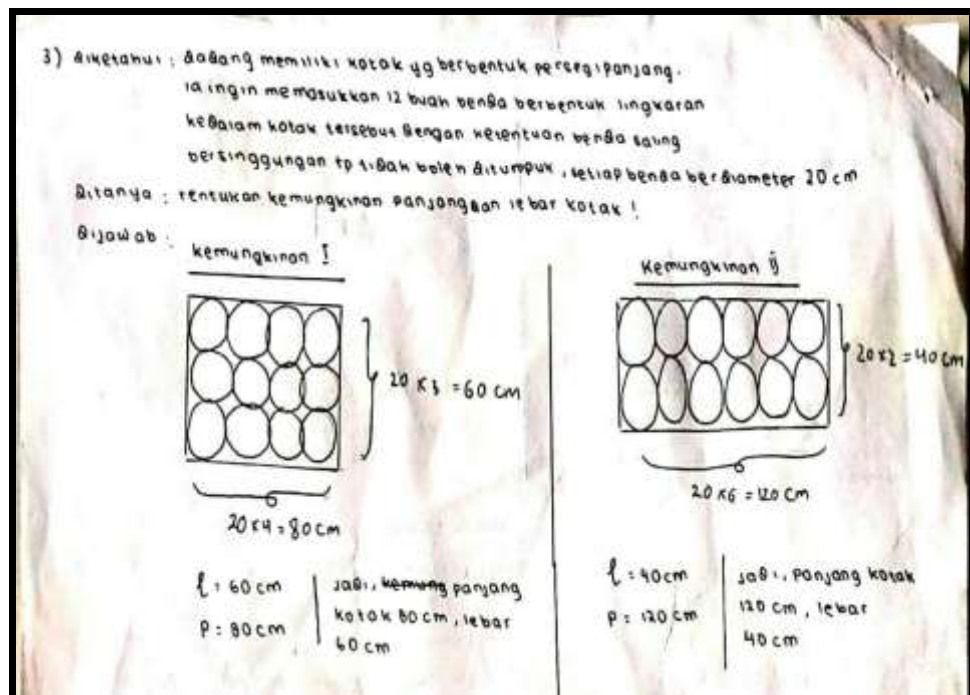 3) Diketahui : Dadang memiliki kotak yg berbentuk persegi panjang.
ia ingin memasukkan 12 buah benda berbentuk lingkaran
kedalam kotak tersebut dengan ketentuan benda saling
bersinggungan tp tidak boleh ditumpuk, setiap benda berdiameter 20 cm
Ditanya : tentukan kemungkinan panjang dan lebar kotak !
Dijawab :
kemungkinan I
20 x 3 = 60 cm
20 x 4 = 80 cm
l : 60 cm
P : 80 cm
Jadi, kemung panjang
kotak 80 cm, lebar
60 cm
Kemungkinan ij
20 x 2 = 40 cm
20 x 6 = 120 cm
l : 40cm
P : 120 cm
Jadi, Panjang kotak
120 cm, lebar
40 cm